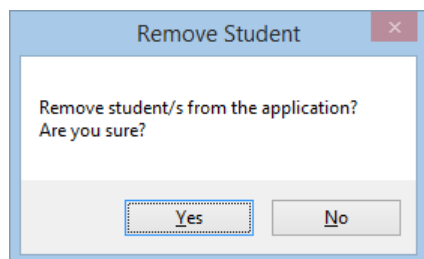 Remove Student
Remove student/s from the application?
Are you sure?
Yes No